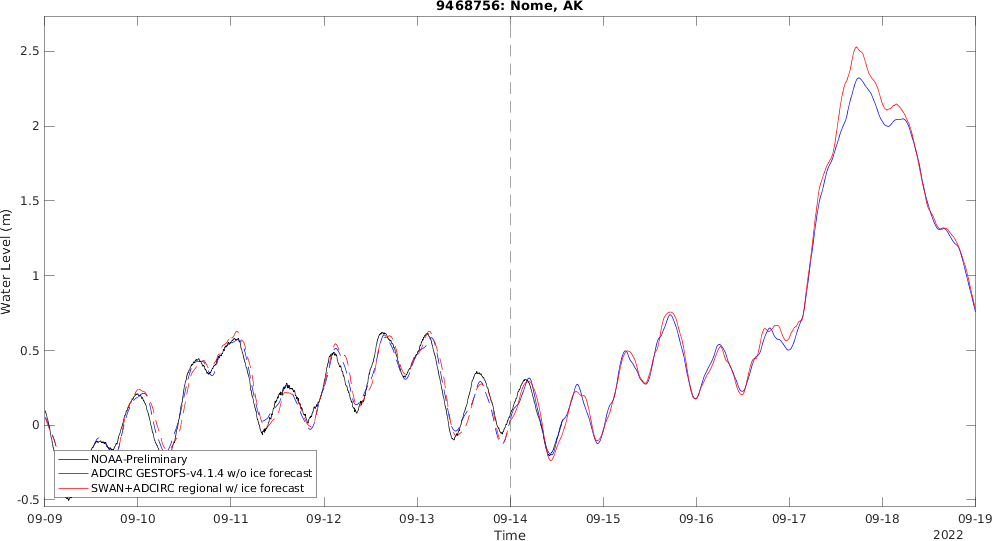 9468756: Nome, AK
Water Level (m)
2.5
2
1.5
1
0.5
0
-0.5
NOAA-Preliminary
ADCIRC GESTOFS-v4.1.4 w/o ice forecast
SWAN+ADCIRC regional w/ ice forecast
09-09 09-10 09-11 09-12 09-13 09-14 09-15 09-16 09-17 09-18 09-19
Time
2022